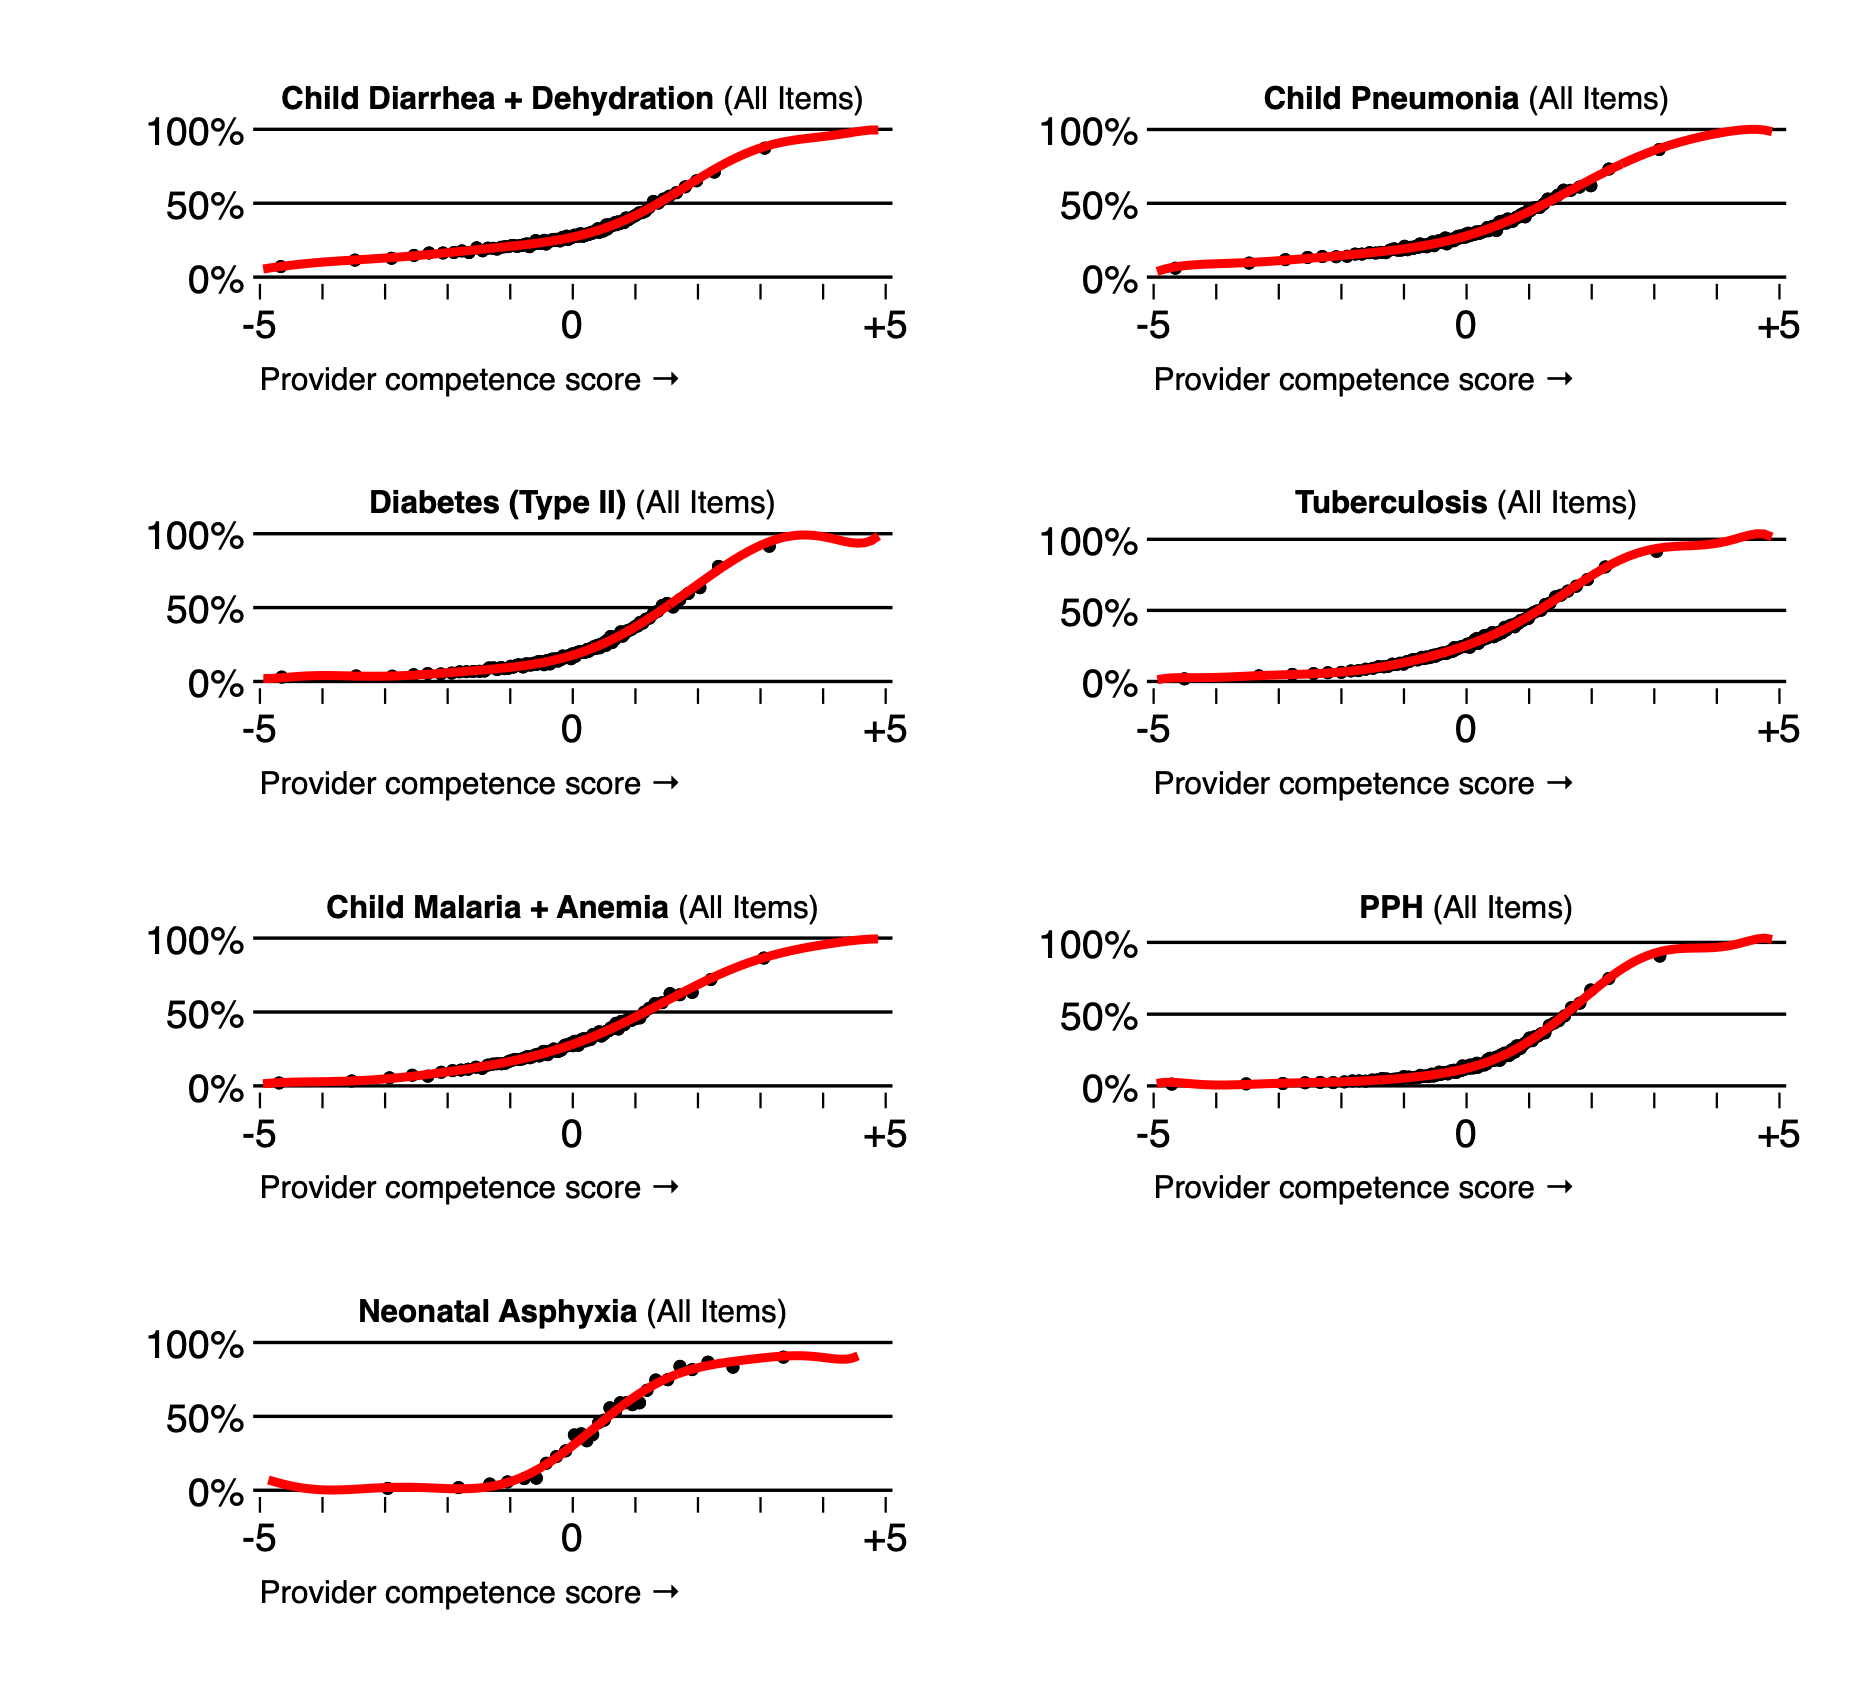 Child Diarrhea + Dehydration (All Items)
100%
50%
0%
-5 0 +5
Provider competence score →
Child Pneumonia (All Items)
100%
50%
0%
-5 0 +5
Provider competence score →
Diabetes (Type II) (All Items)
100%
50%
0%
-5 0 +5
Provider competence score →
Tuberculosis (All Items)
100%
50%
0%
-5 0 +5
Provider competence score →
Child Malaria + Anemia (All Items)
100%
50%
0%
-5 0 +5
Provider competence score →
PPH (All Items)
100%
50%
0%
-5 0 +5
Provider competence score →
Neonatal Asphyxia (All Items)
100%
50%
0%
-5 0 +5
Provider competence score →